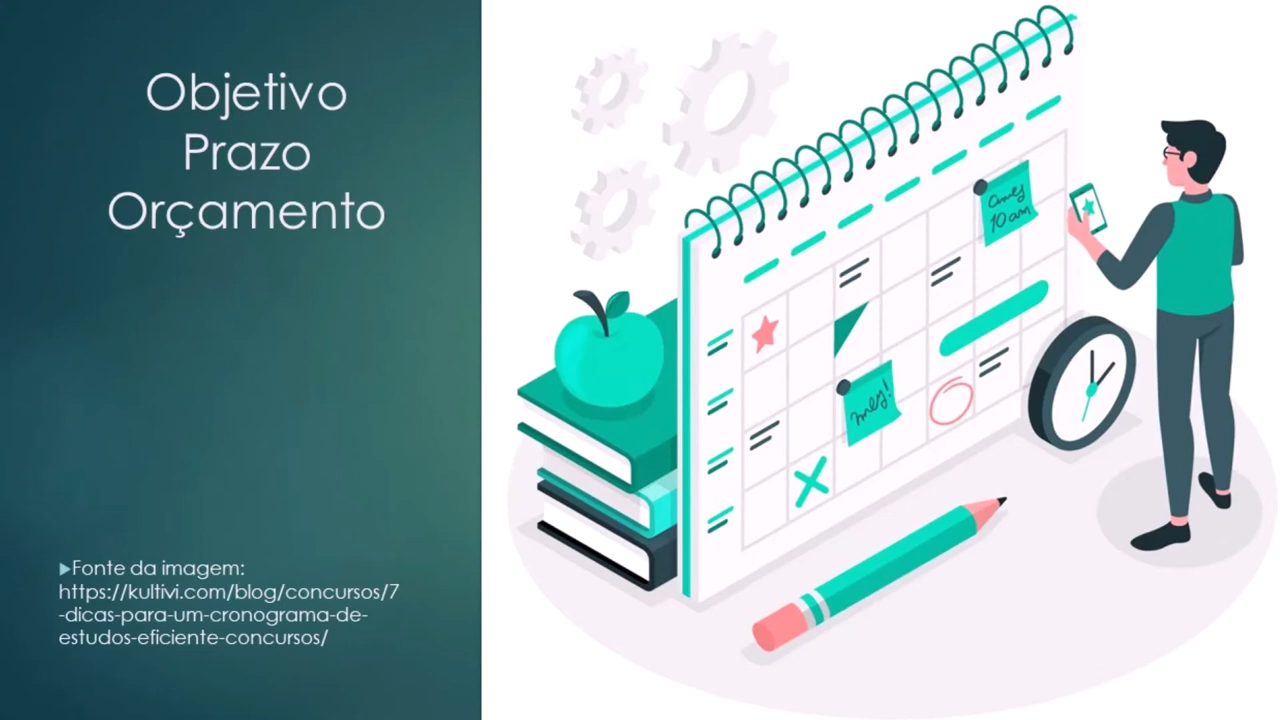 Objetivo
Prazo
Orçamento
Fonte da imagem:
https://kultivi.com/blog/concursos/7
-dicas-para-um-cronograma-de-
estudos-eficiente-concursos/
10 am